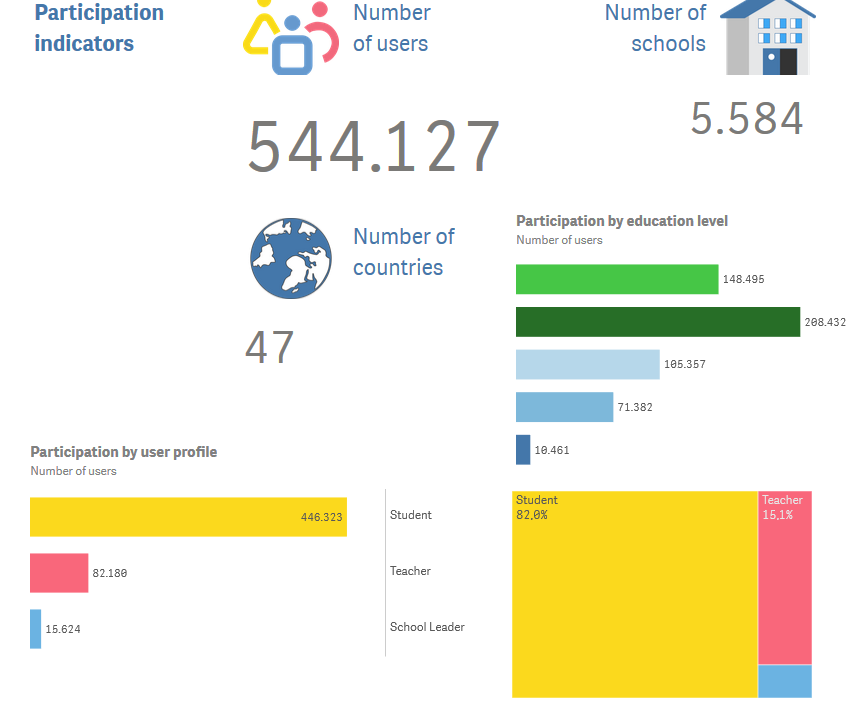 Participation
indicators
Number
of users
Number of
schools
544.127
5.584
Number of
countries
47
Participation by education level
Number of users
148.495
208.432
105.357
71.382
10.461
Participation by user profile
Number of users
446.323
Student
82.180
Teacher
15.624
School Leader
Student
82,0%
Teacher
15,1%